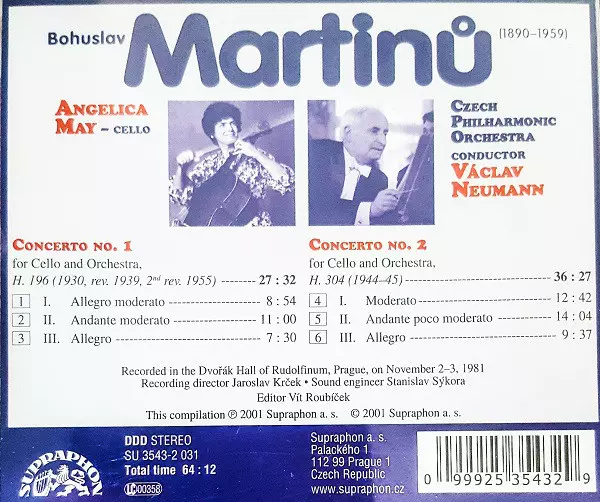 Bohuslav Martinů (1890–1959)
ANGELICA
MAY – CELLO
CZECH
PHILHARMONIC
ORCHESTRA
CONDUCTOR
VÁCLAV
NEUMANN
CONCERTO NO. 1
for Cello and Orchestra,
H. 196 (1930, rev. 1939, 2nd rev. 1955) -------- 27 : 32
1 I. Allegro moderato ---------------- 8 : 54
2 II. Andante moderato --------------- 11 : 00
3 III. Allegro --------------------------- 7 : 30
CONCERTO NO. 2
for Cello and Orchestra,
H. 304 (1944–45) ------------------------------ 36 : 27
4 I. Moderato ------------------------ 12 : 42
5 II. Andante poco moderato -------- 14 : 04
6 III. Allegro --------------------------- 9 : 37
Recorded in the Dvořák Hall of Rudolfinum, Prague, on November 2–3, 1981
Recording director Jaroslav Krček • Sound engineer Stanislav Sýkora
Editor Vít Roubíček
This compilation ℗ 2001 Supraphon a. s. © 2001 Supraphon a. s.
SUPRAPHON
DDD STEREO
SU 3543-2 031
Total time 64 : 12
LC 00358
Supraphon a. s.
Palackého 1
112 99 Prague 1
Czech Republic
www.supraphon.com
0 99925 35432 9